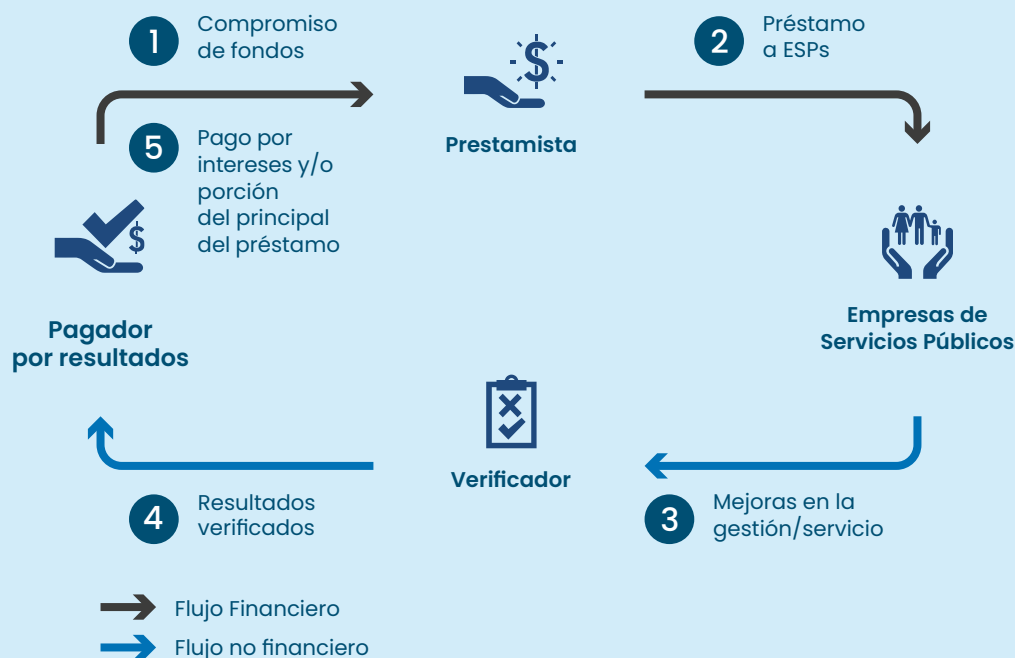 1
Compromiso
de fondos
2
Préstamo
a ESPs
Prestamista
5
Pago por
intereses y/o
porción
del principal
del préstamo
$
$
Pagador
por resultados
Empresas de
Servicios Públicos
Verificador
4
Resultados
verificados
3
Mejoras en la
gestión/servicio
Flujo Financiero
Flujo no financiero